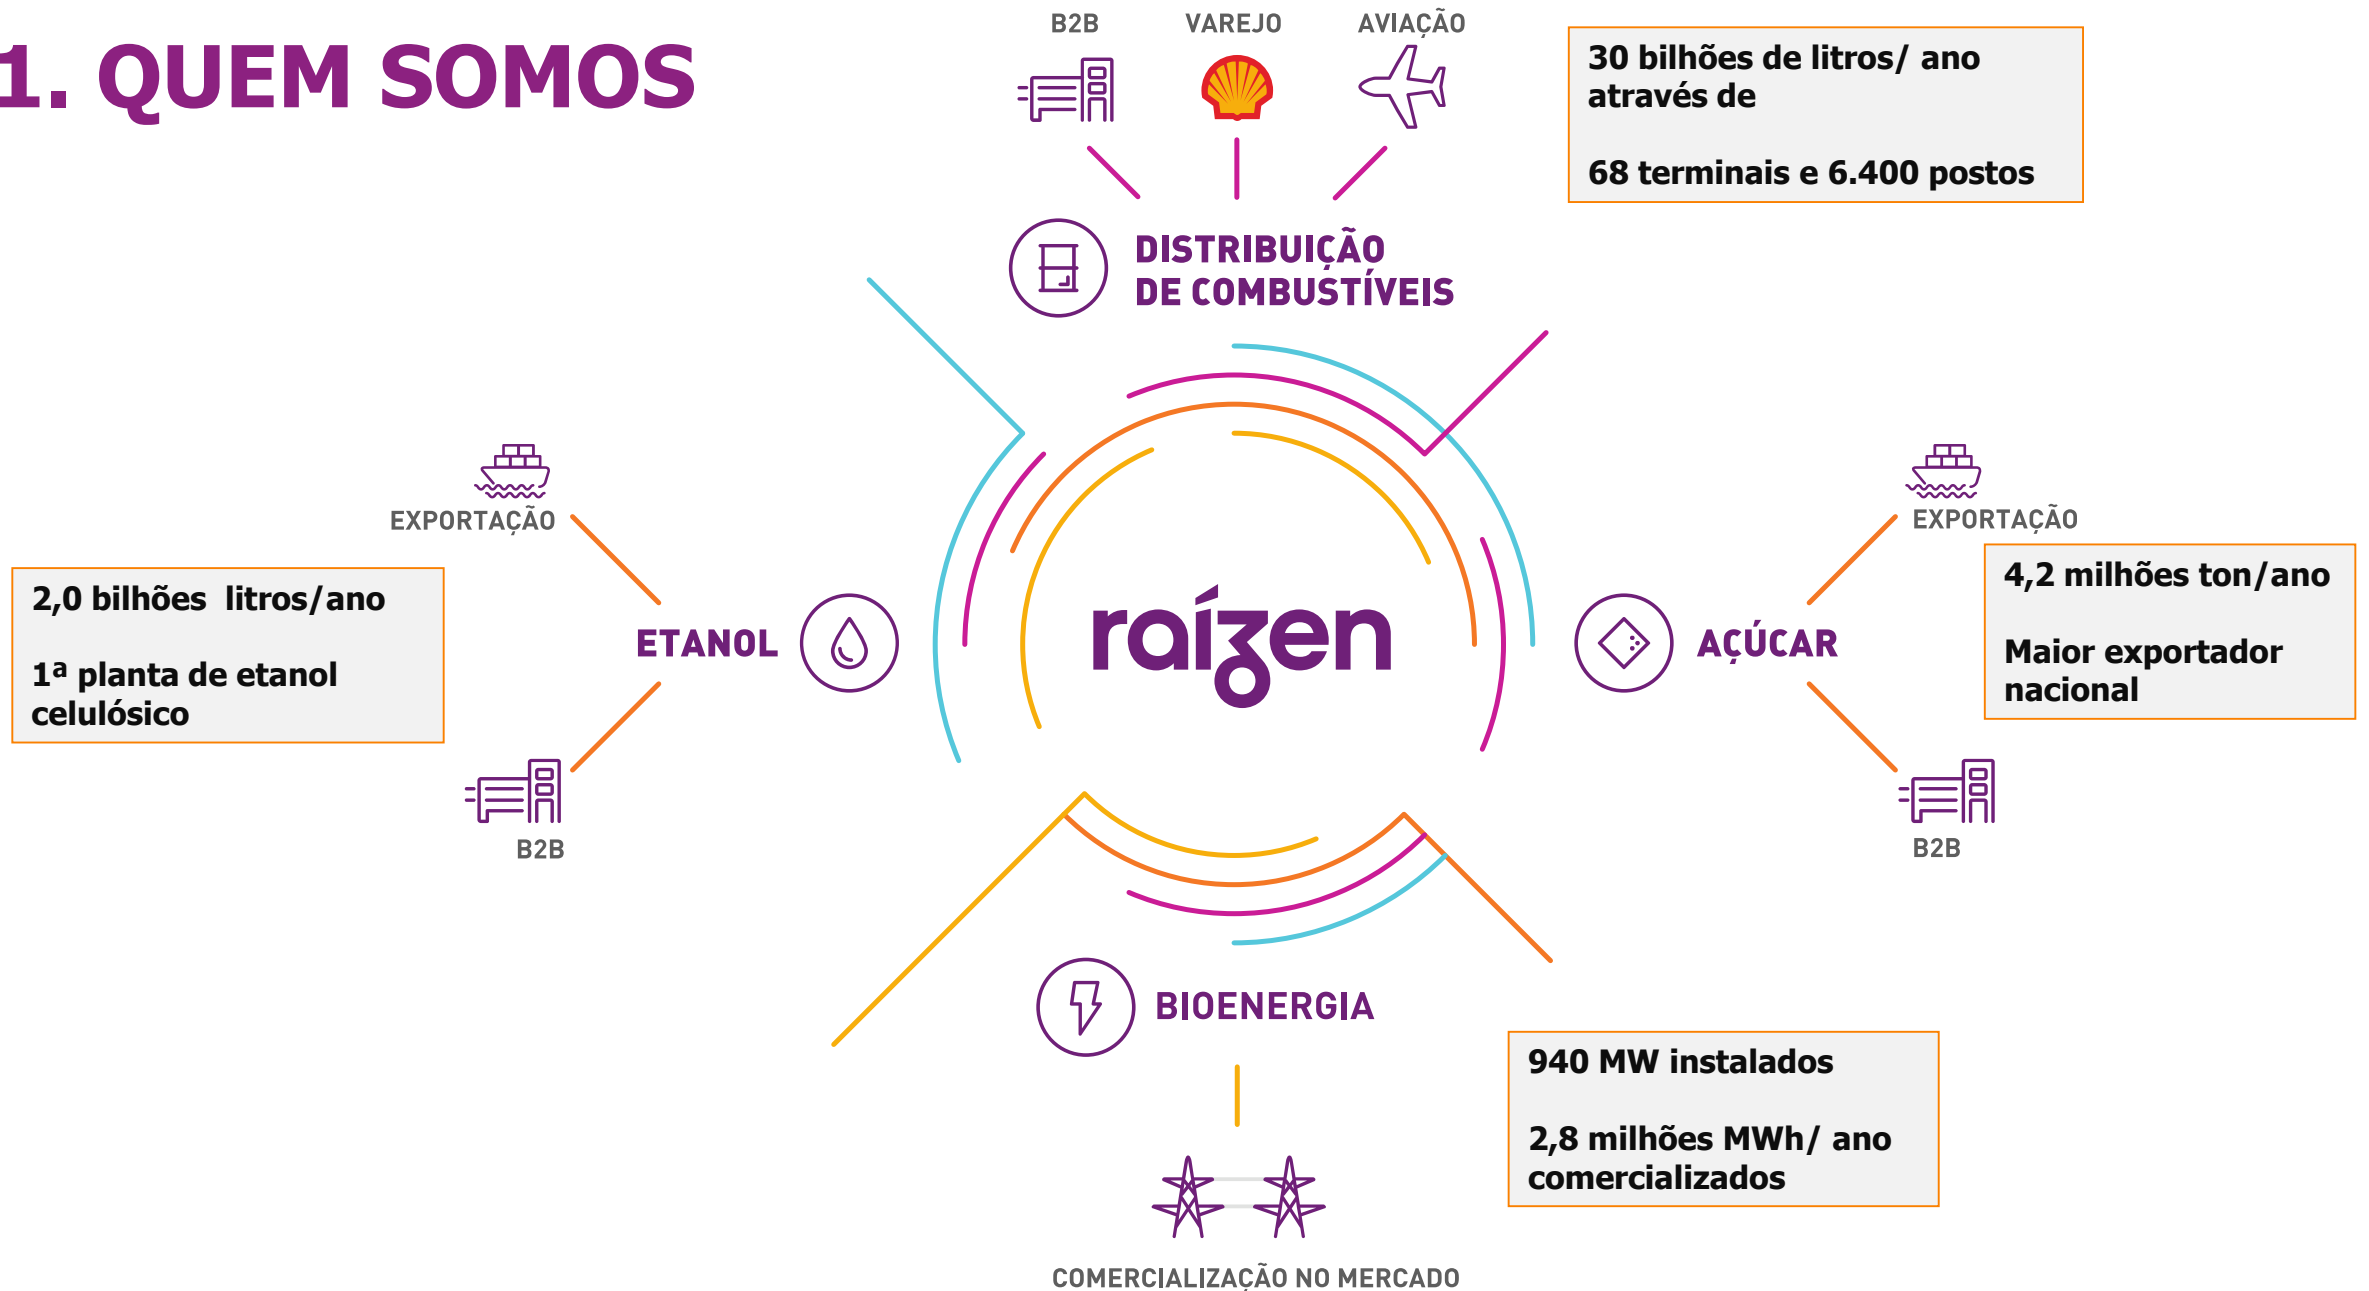 1. QUEM SOMOS
B2B
VAREJO
AVIAÇÃO
30 bilhões de litros/ ano
através de
68 terminais e 6.400 postos
DISTRIBUIÇÃO
DE COMBUSTÍVEIS
EXPORTAÇÃO
2,0 bilhões  litros/ano
1ª planta de etanol
celulósico
ETANOL
B2B
raízen
EXPORTAÇÃO
4,2 milhões ton/ano
Maior exportador
nacional
AÇÚCAR
B2B
BIOENERGIA
940 MW instalados
2,8 milhões MWh/ ano
comercializados
COMERCIALIZAÇÃO NO MERCADO